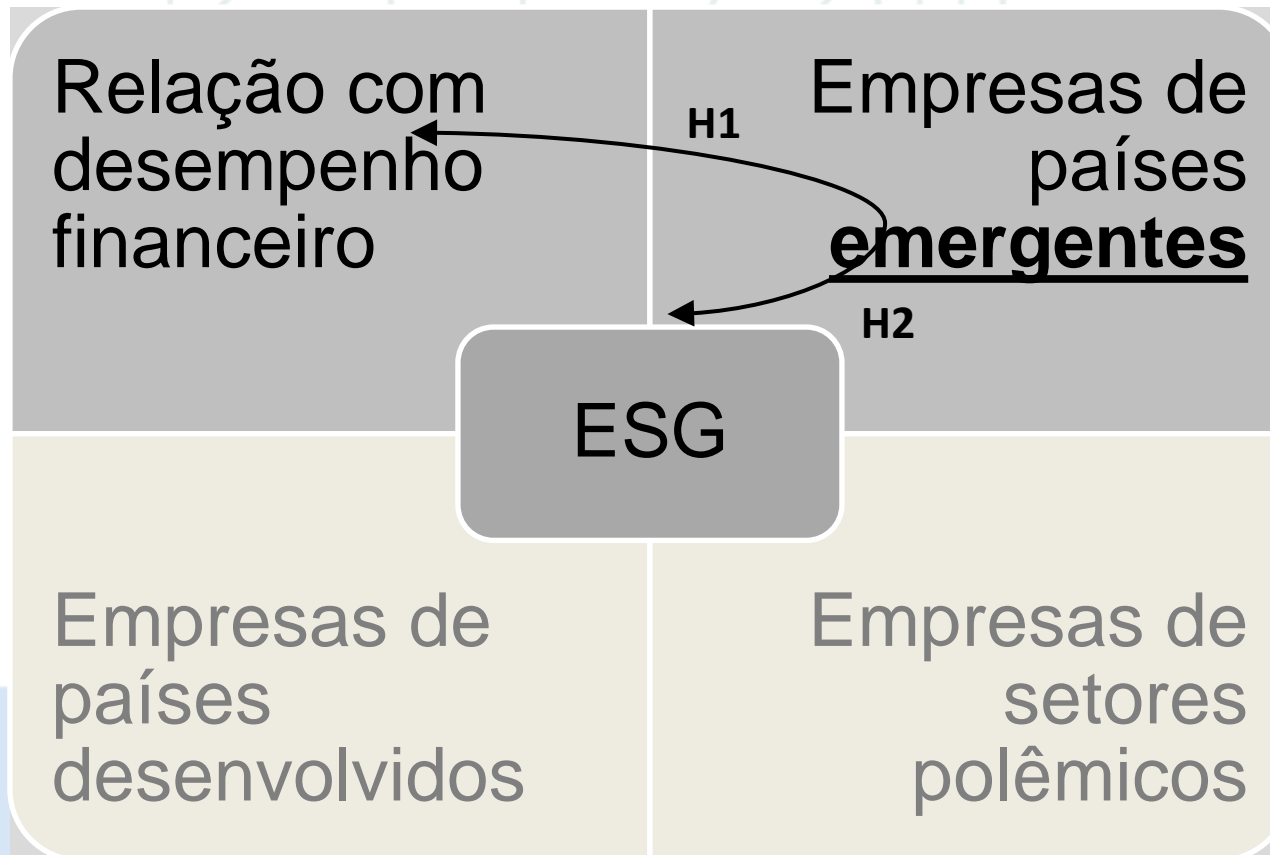 Relação com
desempenho
financeiro
H1
Empresas de
países
emergentes
H2
ESG
Empresas de
países
desenvolvidos
Empresas de
setores
polêmicos